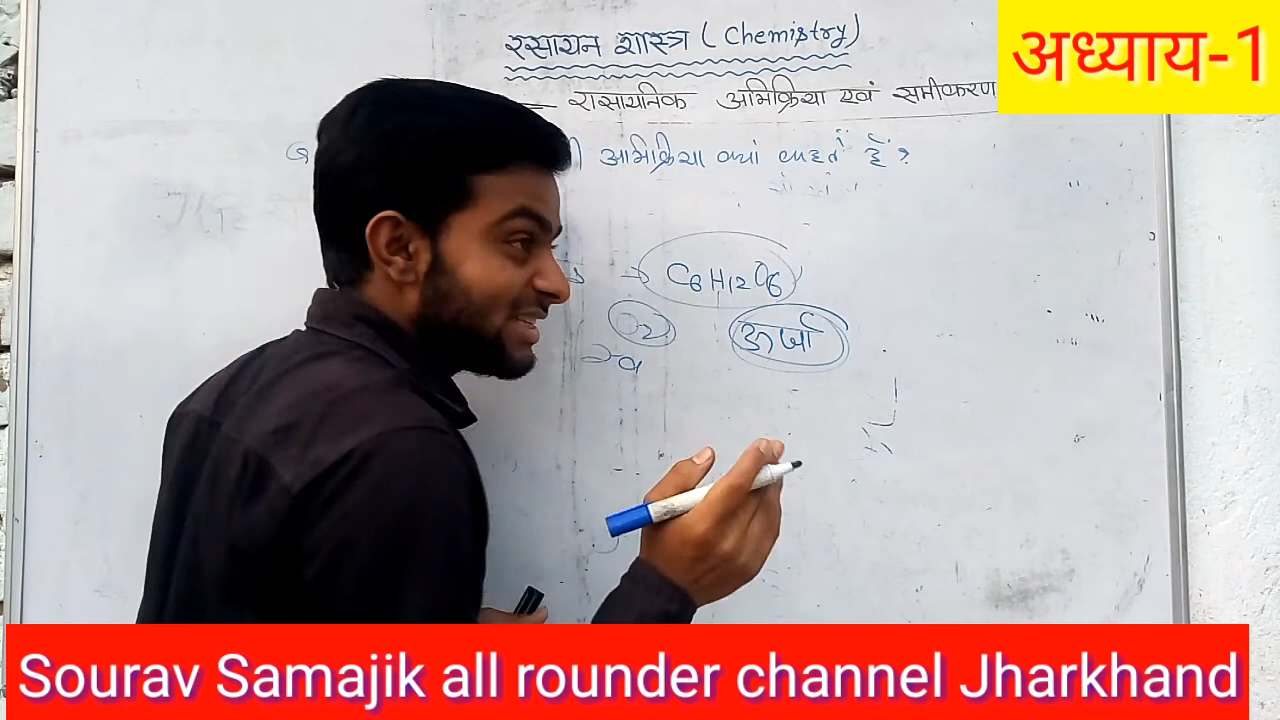 रसायन शास्त्र ( Chemistry)
अध्याय-1
रासायनिक अभिक्रिया एवं समीकरण
अभिक्रिया क्यों कहते हैं ?
→ C6H12O6
O2
ऊर्जा
Sourav Samajik all rounder channel Jharkhand